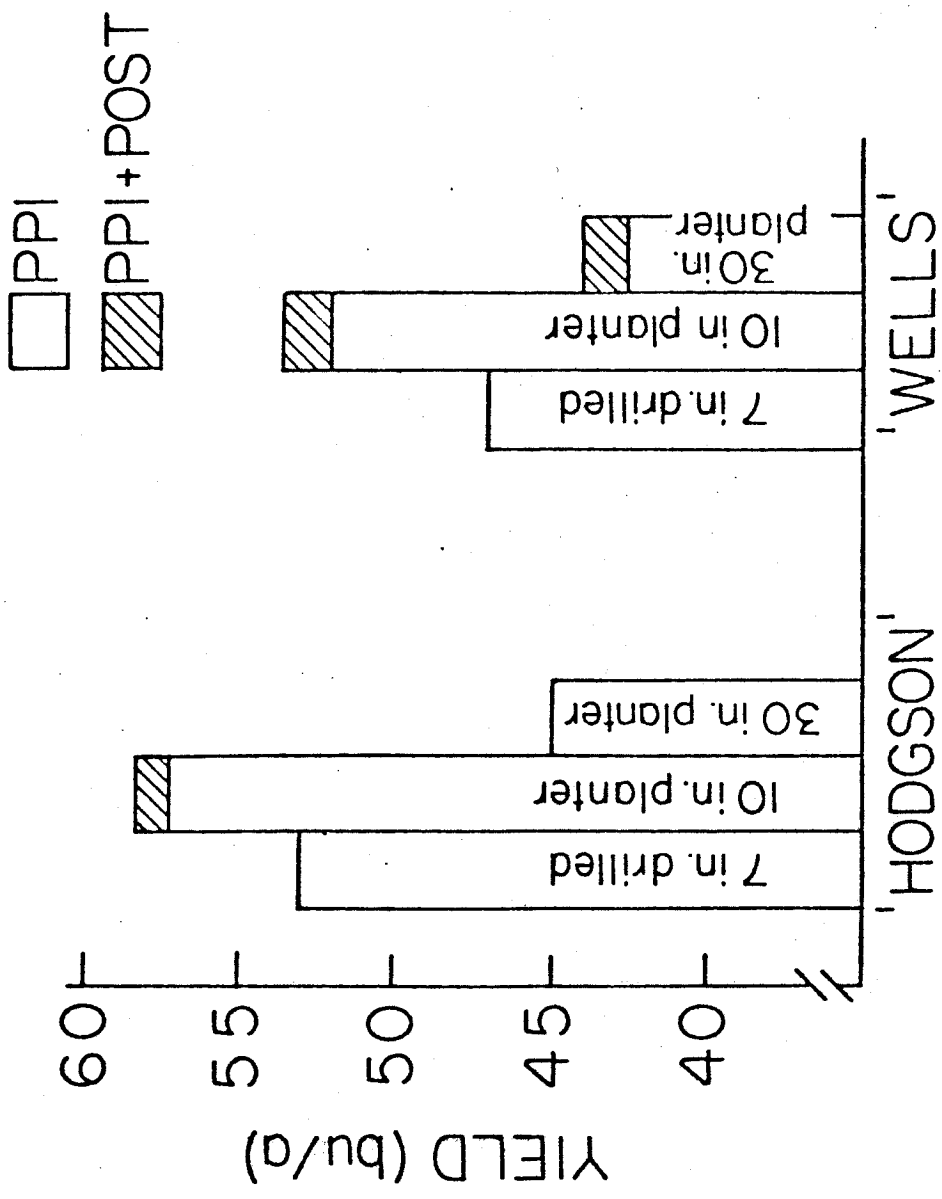 PPI
PPI+POST
YIELD (bu/a)
60
55
50
45
40
7 in. drilled
10 in. planter
30 in. planter
7 in. drilled
10 in planter
30 in.
planter
'HODGSON'
'WELLS'